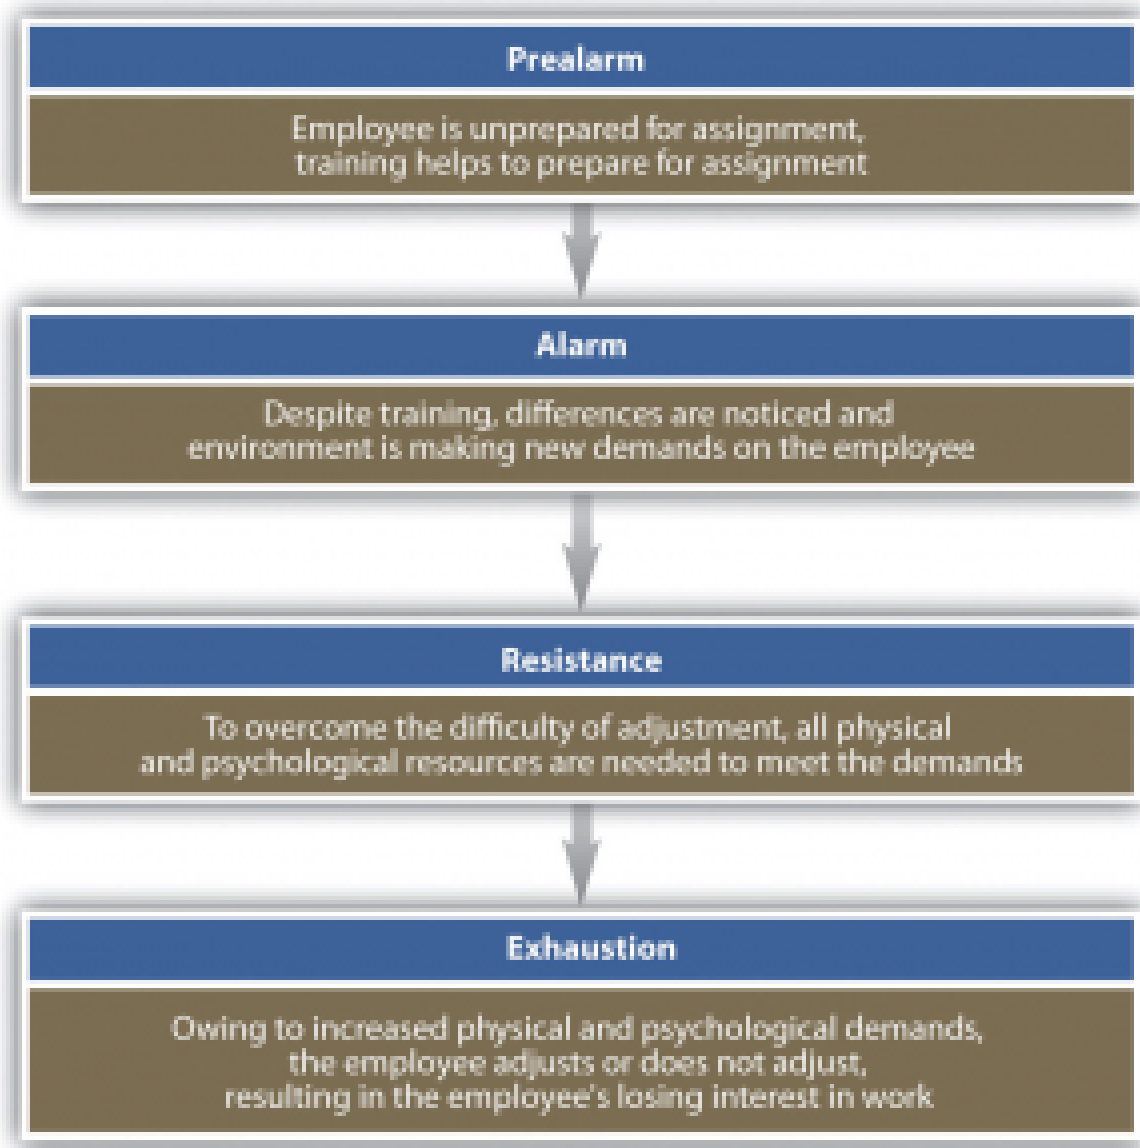 Prealarm
Employee is unprepared for assignment,
training helps to prepare for assignment
Alarm
Despite training, differences are noticed and
environment is making new demands on the employee
Resistance
To overcome the difficulty of adjustment, all physical
and psychological resources are needed to meet the demands
Exhaustion
Owing to increased physical and psychological demands,
the employee adjusts or does not adjust,
resulting in the employee's losing interest in work